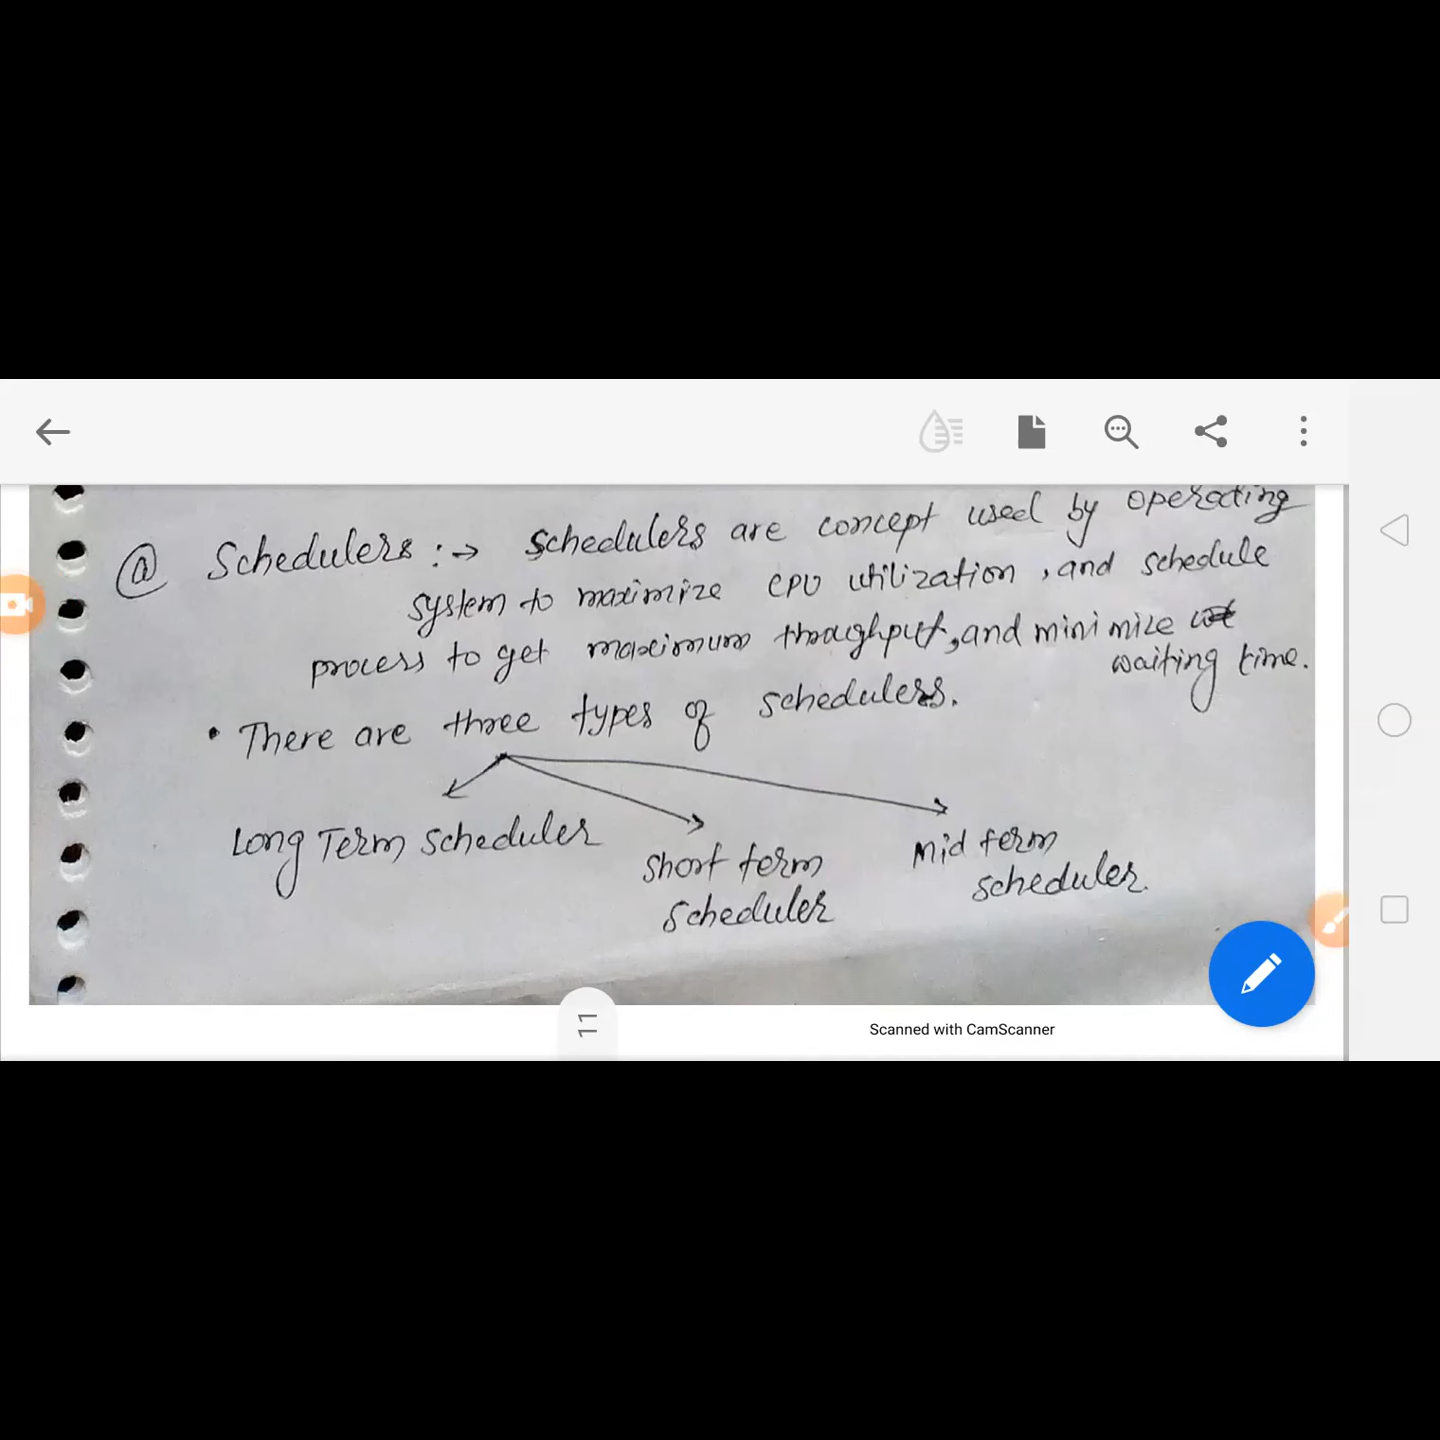 @ Schedulers :→ Schedulers are concept used by operating
system to maximize CPU utilization, and schedule
process to get maximum throughput, and minimize
waiting time.
• There are three types of schedulers.
Long Term Scheduler
Short term
Scheduler
Mid term
scheduler.
11
Scanned with CamScanner